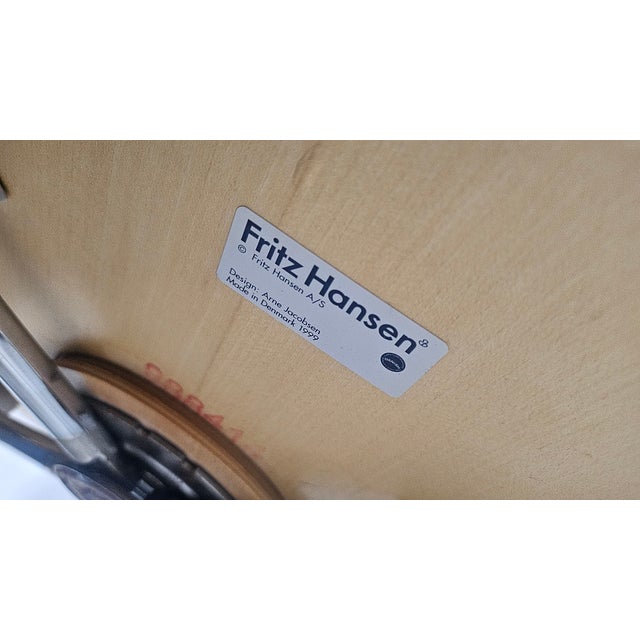 Fritz Hansen
© Fritz Hansen A/S
Design: Arne Jacobsen
Made in Denmark 1999